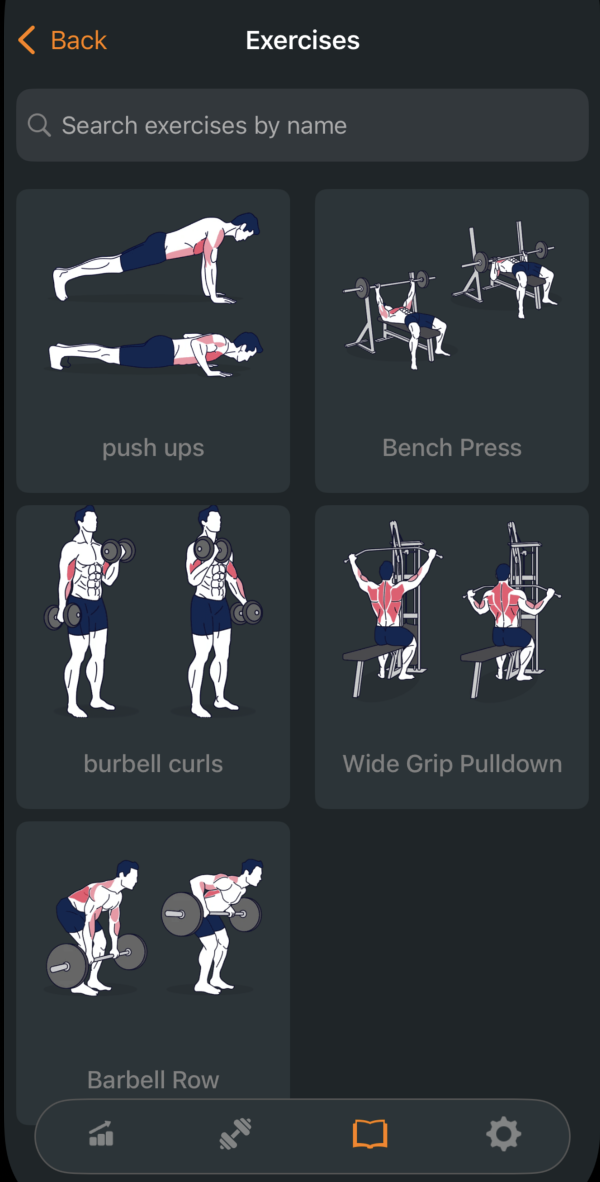 Back
Exercises
Search exercises by name
push ups
Bench Press
burbell curls
Wide Grip Pulldown
Barbell Row